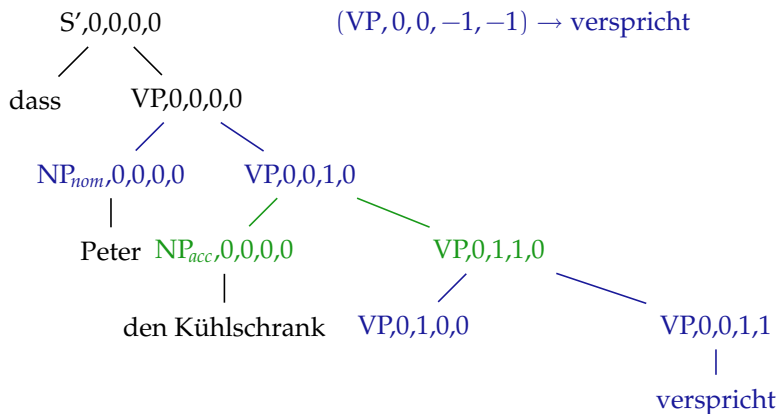 S′,0,0,0,0 (VP, 0, 0, −1, −1) → verspricht
dass VP,0,0,0,0
NPnom,0,0,0,0 VP,0,0,1,0
Peter NPacc,0,0,0,0 VP,0,1,1,0
den Kühlschrank VP,0,1,0,0 VP,0,0,1,1
verspricht